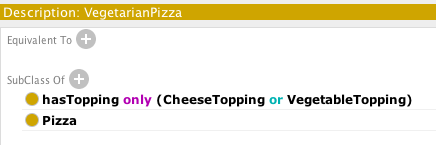 Description: VegetarianPizza
Equivalent To
SubClass Of
hasTopping only (CheeseTopping or VegetableTopping)
Pizza